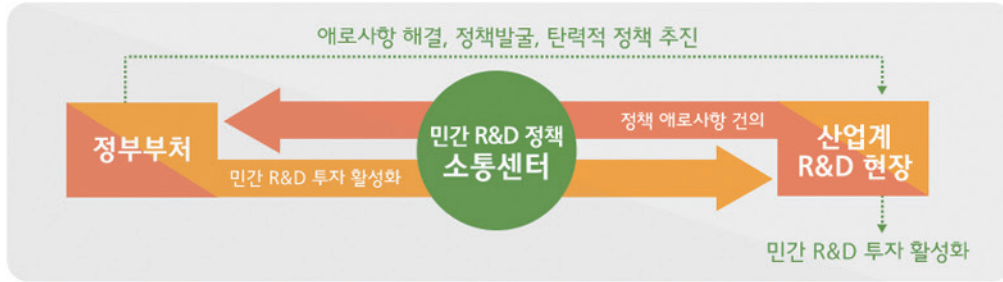 애로사항 해결, 정책발굴, 탄력적 정책 추진
정부부처
정책 애로사항 건의
민간 R&D 정책
소통센터
민간 R&D 투자 활성화
산업계
R&D 현장
민간 R&D 투자 활성화